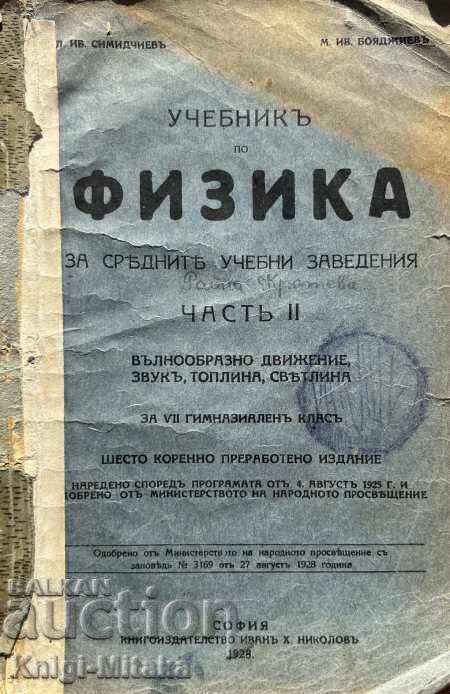 Л. ИВ. СИМИДЧИЕВЪ М. ИВ. БОЯДЖИЕВЪ
УЧЕБНИКЪ
ПО
ФИЗИКА
ЗА СРѢДНИТѢ УЧЕБНИ ЗАВЕДЕНИЯ
ЧАСТЬ II
ВЪЛНООБРАЗНО ДВИЖЕНИЕ,
ЗВУКЪ, ТОПЛИНА, СВѢТЛИНА
ЗА VII ГИМНАЗИАЛЕНЪ КЛАСЪ
ШЕСТО КОРЕННО ПРЕРАБОТЕНО ИЗДАНИЕ
НАРЕДЕНО СПОРЕДЪ ПРОГРАМАТА ОТЪ 4. АВГУСТЪ 1925 Г. И
ДОБРЕНО ОТЪ МИНИСТЕРСТВОТО НА НАРОДНОТО ПРОСВѢЩЕНИЕ
Одобрено отъ Министерството на народното просвѣщение съ
заповѣдь № 3169 отъ 27 августъ 1928 година
СОФИЯ
КНИГОИЗДАТЕЛСТВО ИВАНЪ Х. НИКОЛОВЪ
1928.
BALKAN
auction
Knigi-Mitaka